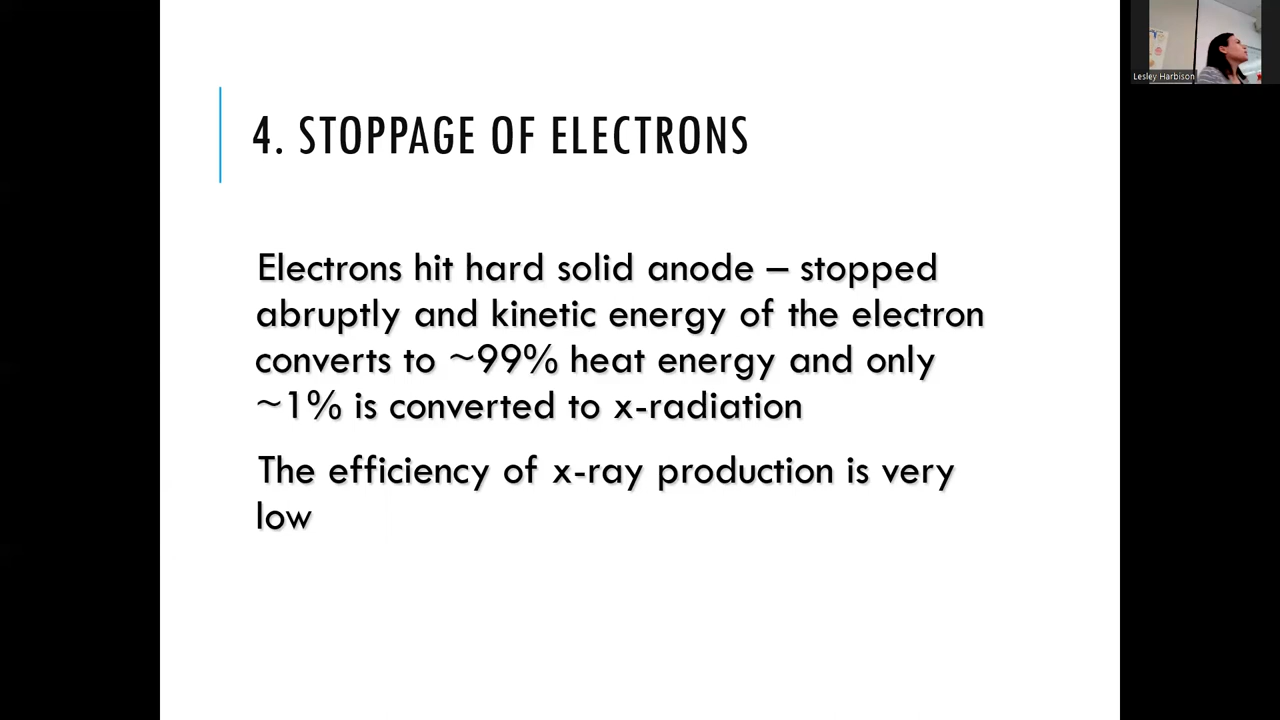 4. STOPPAGE OF ELECTRONS
Electrons hit hard solid anode – stopped
abruptly and kinetic energy of the electron
converts to ~99% heat energy and only
~1% is converted to x-radiation
The efficiency of x-ray production is very
low
Lesley Harbison